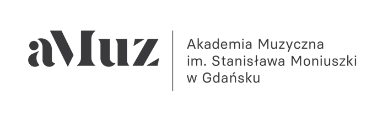 aMuz
Akademia Muzyczna
im. Stanisława Moniuszki
w Gdańsku